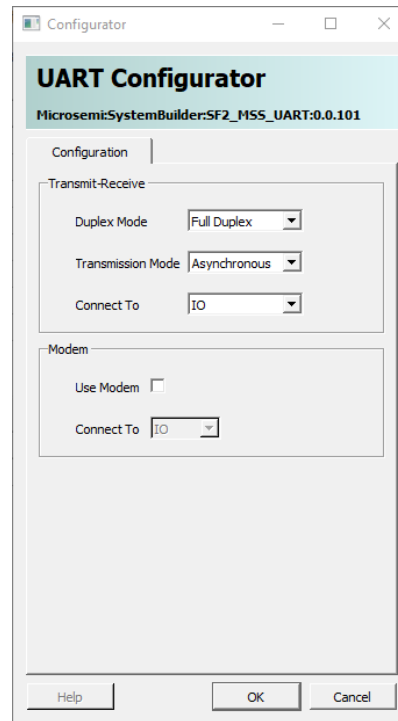 Configurator
UART Configurator
Microsemi:SystemBuilder:SF2_MSS_UART:0.0.101
Configuration
Transmit-Receive
Duplex Mode Full Duplex
Transmission Mode Asynchronous
Connect To IO
Modem
Use Modem
Connect To IO
Help OK Cancel